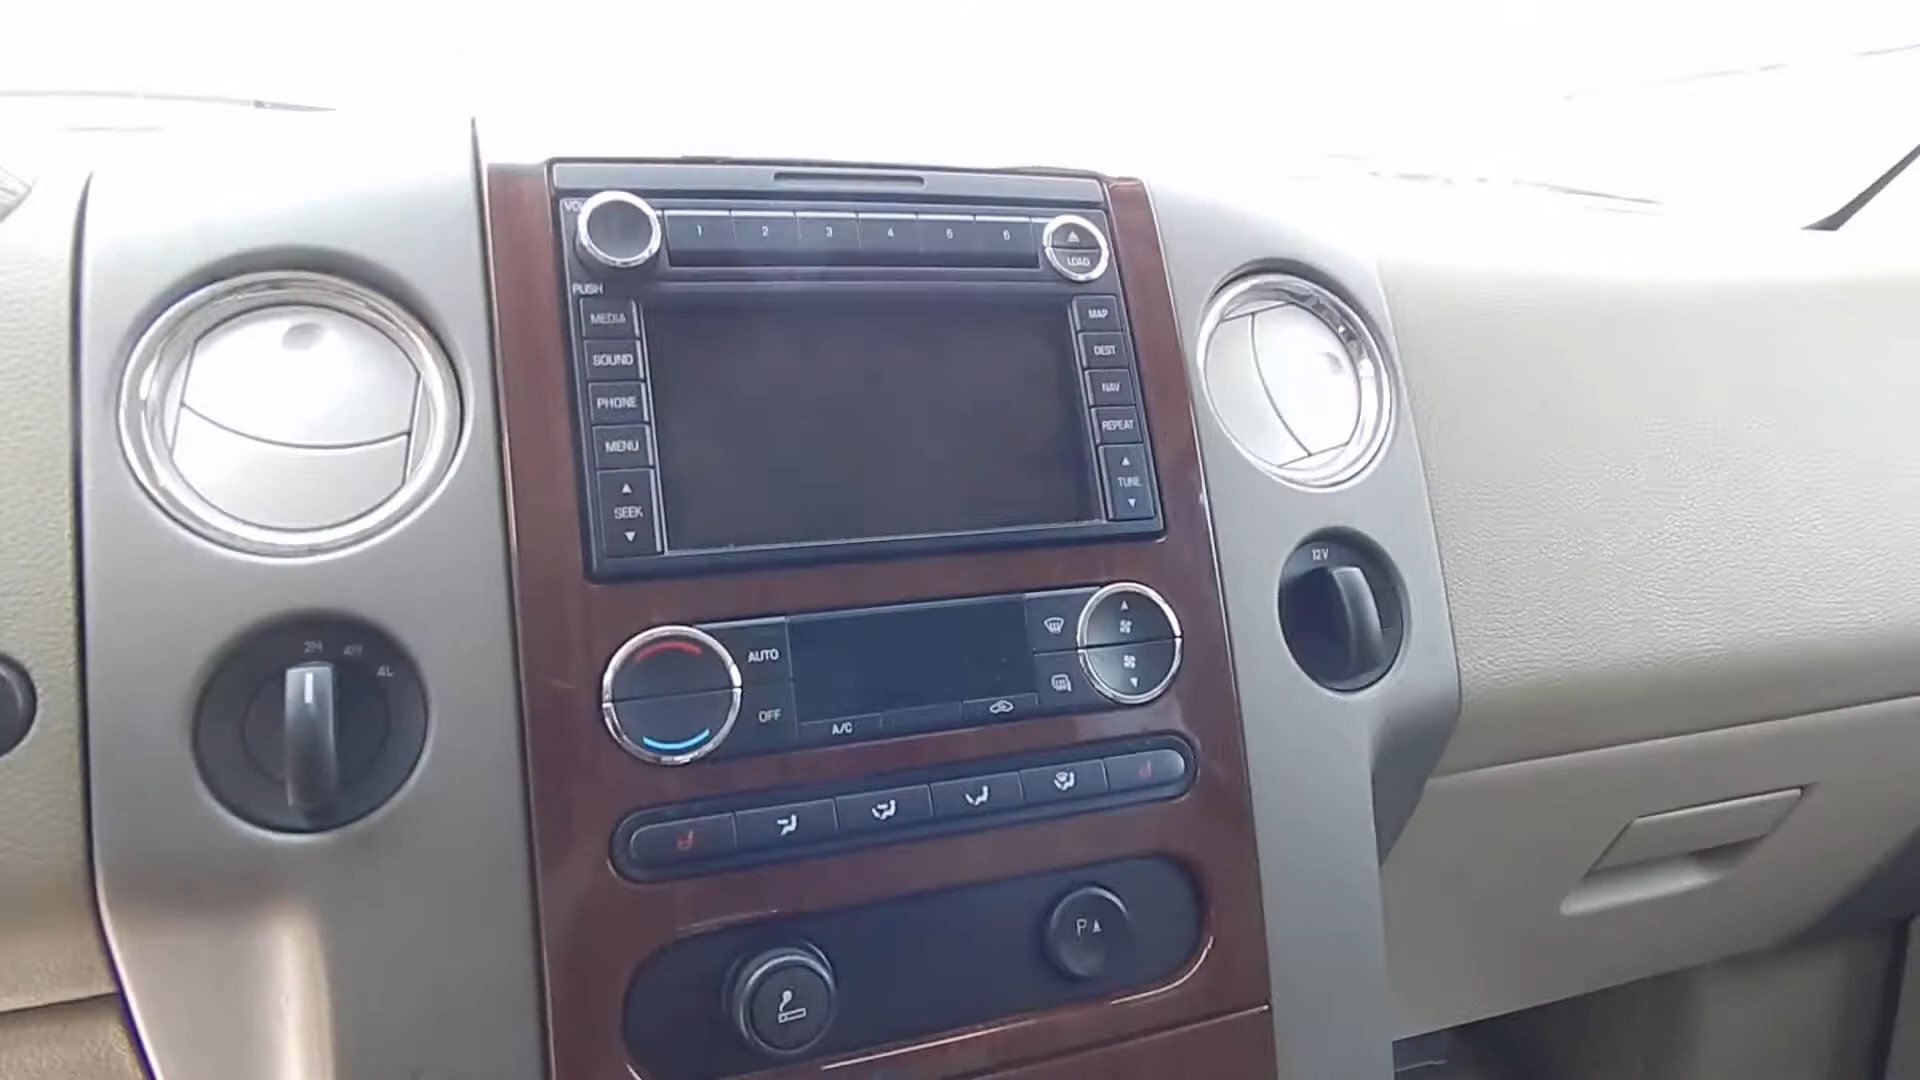 VOL
1 2 3 4 5 6
LOAD
PUSH
MEDIA
SOUND
PHONE
MENU
SEEK
MAP
DEST
NAV
REPEAT
TUNE
12V
2H 4H 4L
AUTO
OFF
A/C
P